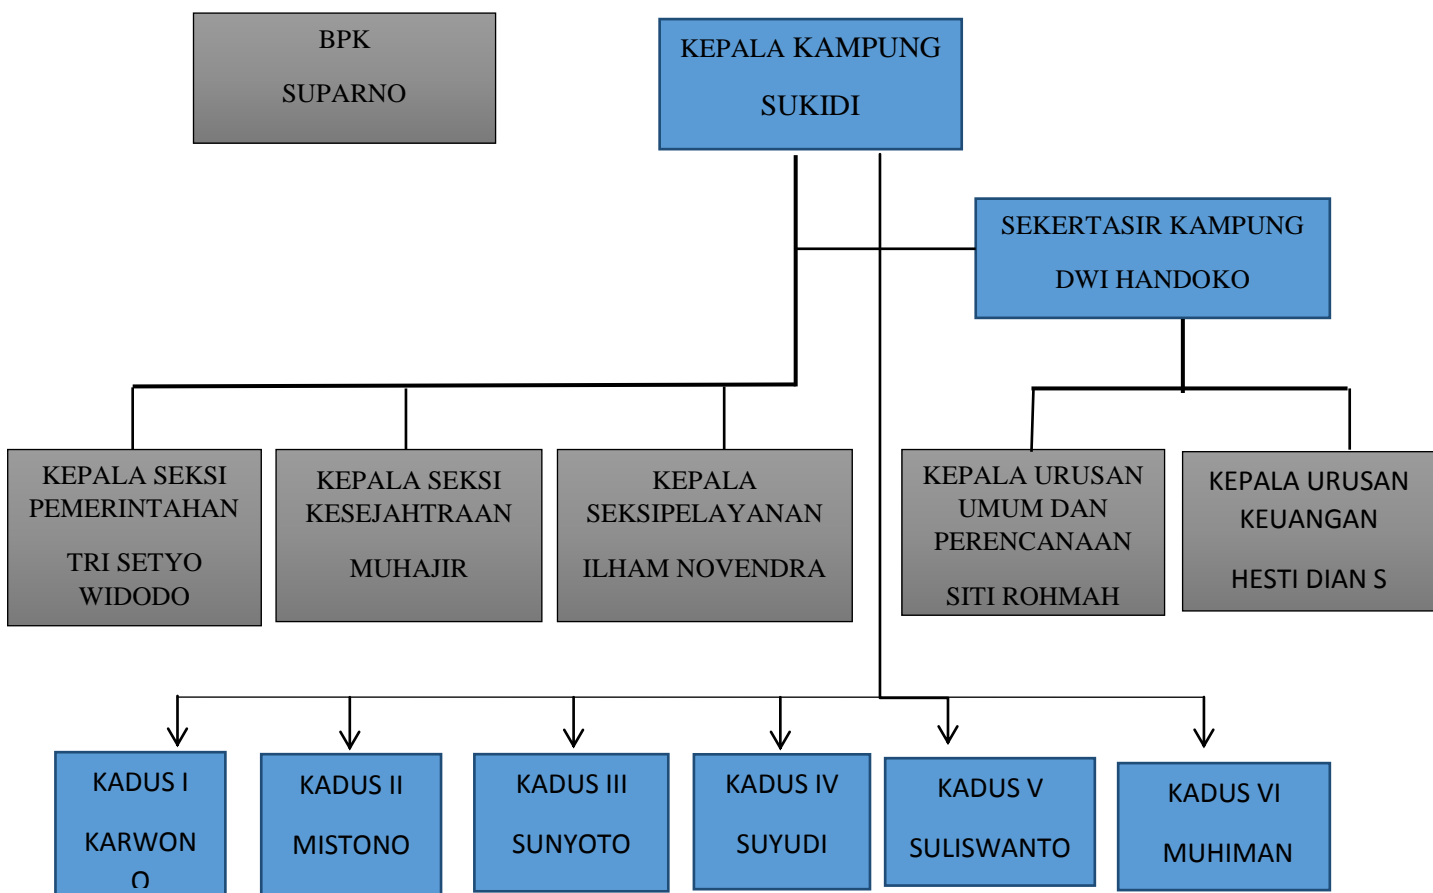 BPK
SUPARNO
KEPALA KAMPUNG
SUKIDI
SEKERTASIR KAMPUNG
DWI HANDOKO
KEPALA SEKSI
PEMERINTAHAN
TRI SETYO
WIDODO
KEPALA SEKSI
KESEJAHTRAAN
MUHAJIR
KEPALA
SEKSIPELAYANAN
ILHAM NOVENDRA
KEPALA URUSAN
UMUM DAN
PERENCANAAN
SITI ROHMAH
KEPALA URUSAN
KEUANGAN
HESTI DIAN S
KADUS I
KARWON
O
KADUS II
MISTONO
KADUS III
SUNYOTO
KADUS IV
SUYUDI
KADUS V
SULISWANTO
KADUS VI
MUHIMAN